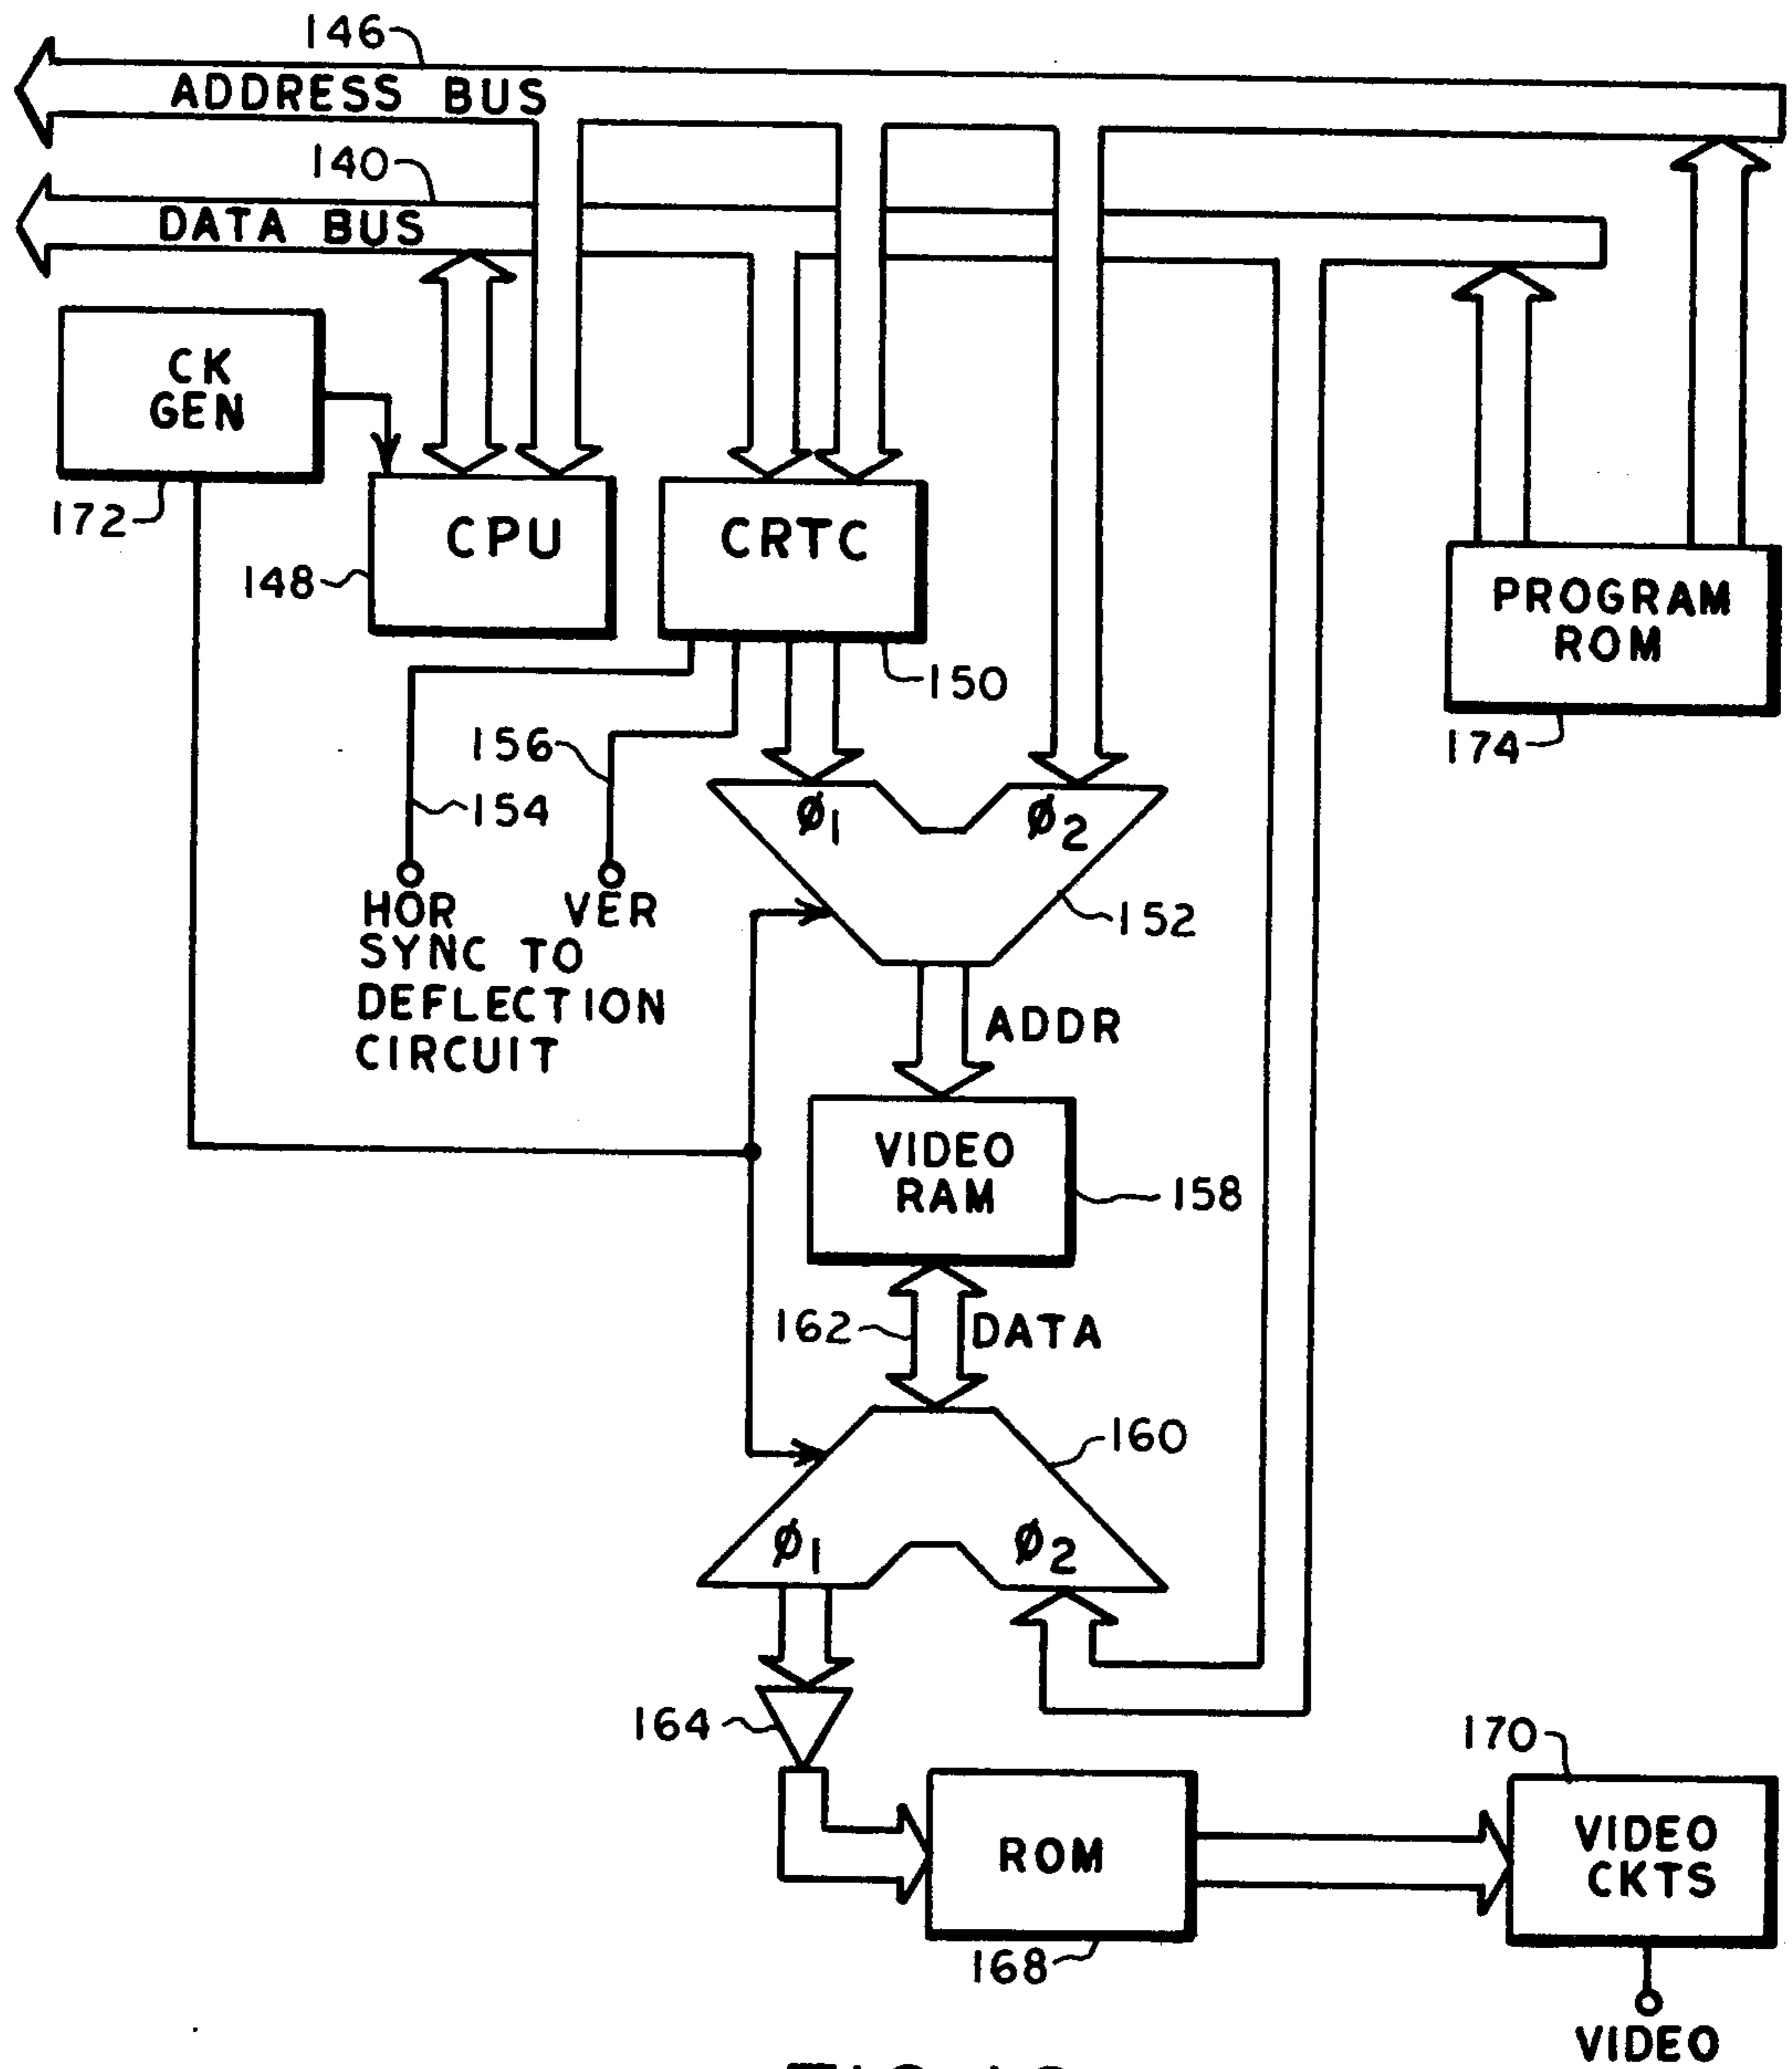 146
ADDRESS BUS
140
DATA BUS
CK
GEN
172
CPU
148
CRTC
150
PROGRAM
ROM
174
156
154
ø1
ø2
152
HOR VER
SYNC TO
DEFLECTION
CIRCUIT
ADDR
VIDEO
RAM
158
162
DATA
160
ø1
ø2
164
170
ROM
168
VIDEO
CKTS
VIDEO